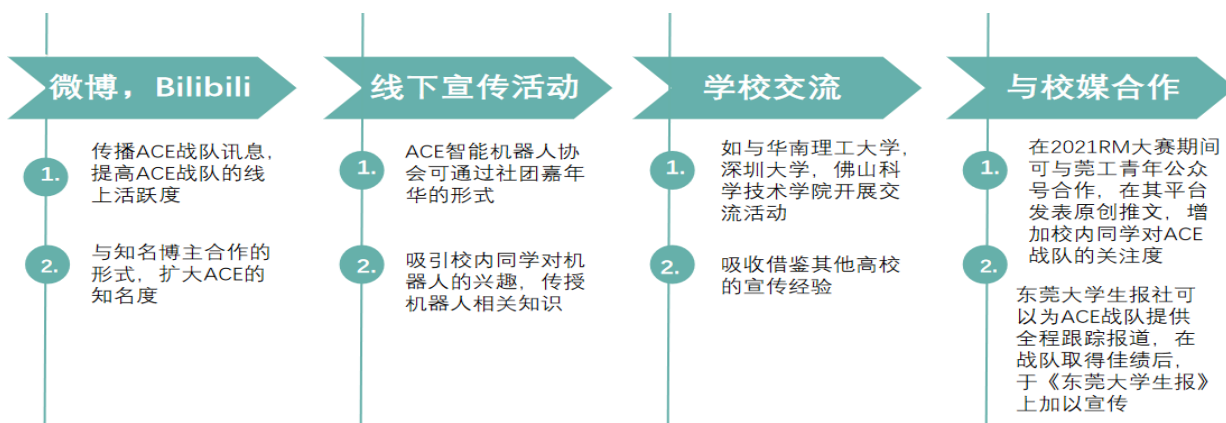 微博，Bilibili
1.
传播ACE战队讯息，
提高ACE战队的线
上活跃度
2.
与知名博主合作的
形式，扩大ACE的
知名度
线下宣传活动
1.
ACE智能机器人协
会可通过社团嘉年
华的形式
2.
吸引校内同学对机
器人的兴趣，传授
机器人相关知识
学校交流
1.
如与华南理工大学，
深圳大学，佛山科
学技术学院开展交
流活动
2.
吸收借鉴其他高校
的宣传经验
与校媒合作
1.
在2021RM大赛期间
可与莞工青年公众
号合作，在其平台
发表原创推文，增
加校内同学对ACE
战队的关注度
2.
东莞大学生报社可
以为ACE战队提供
全程跟踪报道，在
战队取得佳绩后，
于《东莞大学生报》
上加以宣传